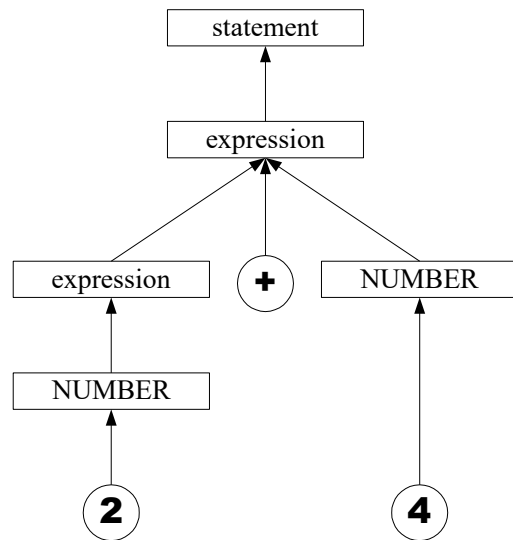 statement
expression
expression
+
NUMBER
NUMBER
2
4